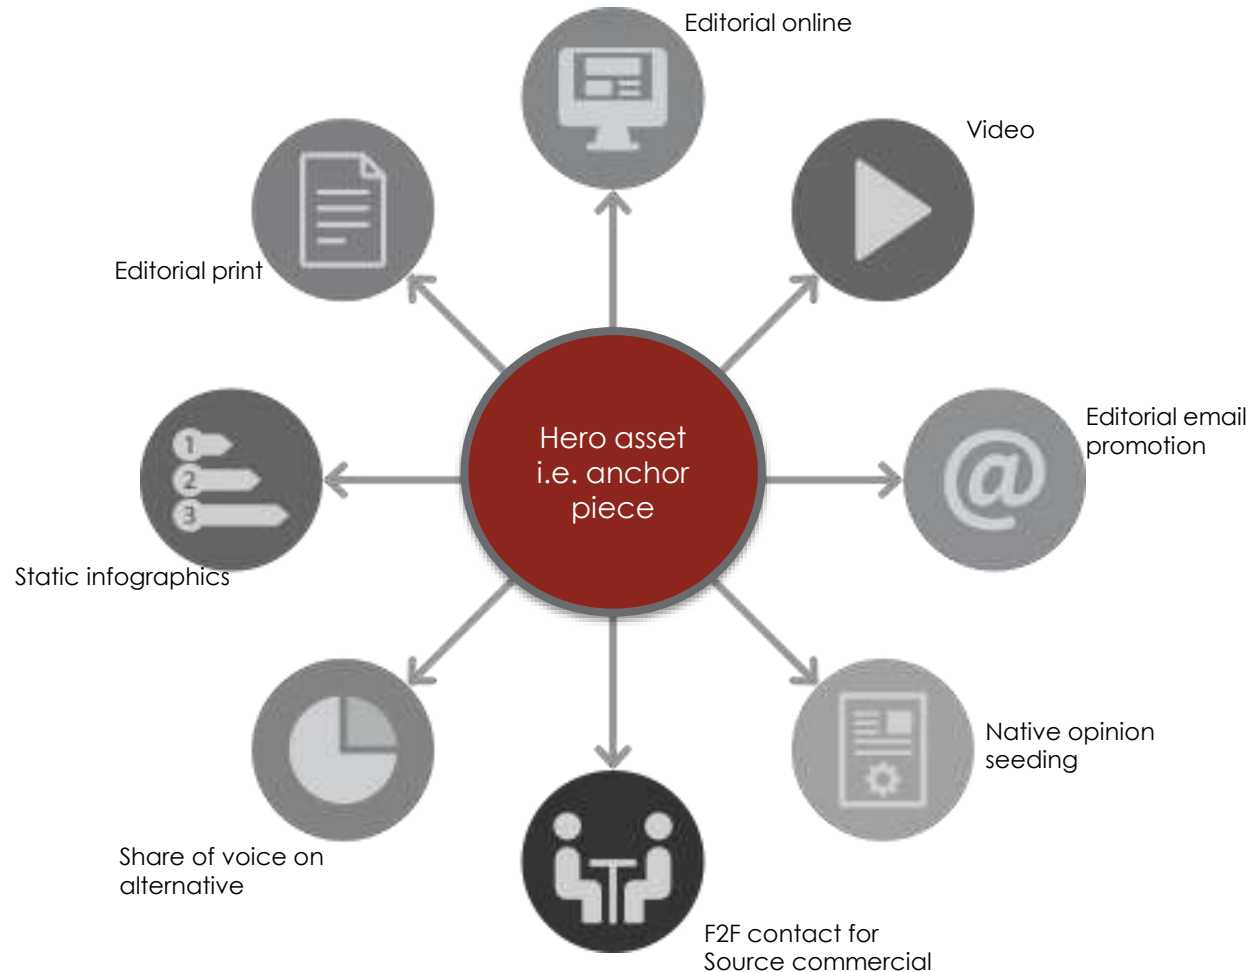 Editorial online
Video
Editorial print
Hero asset
i.e. anchor
piece
Editorial email
promotion
1
2
3
@
Static infographics
Native opinion
seeding
Share of voice on
alternative
F2F contact for
Source commercial